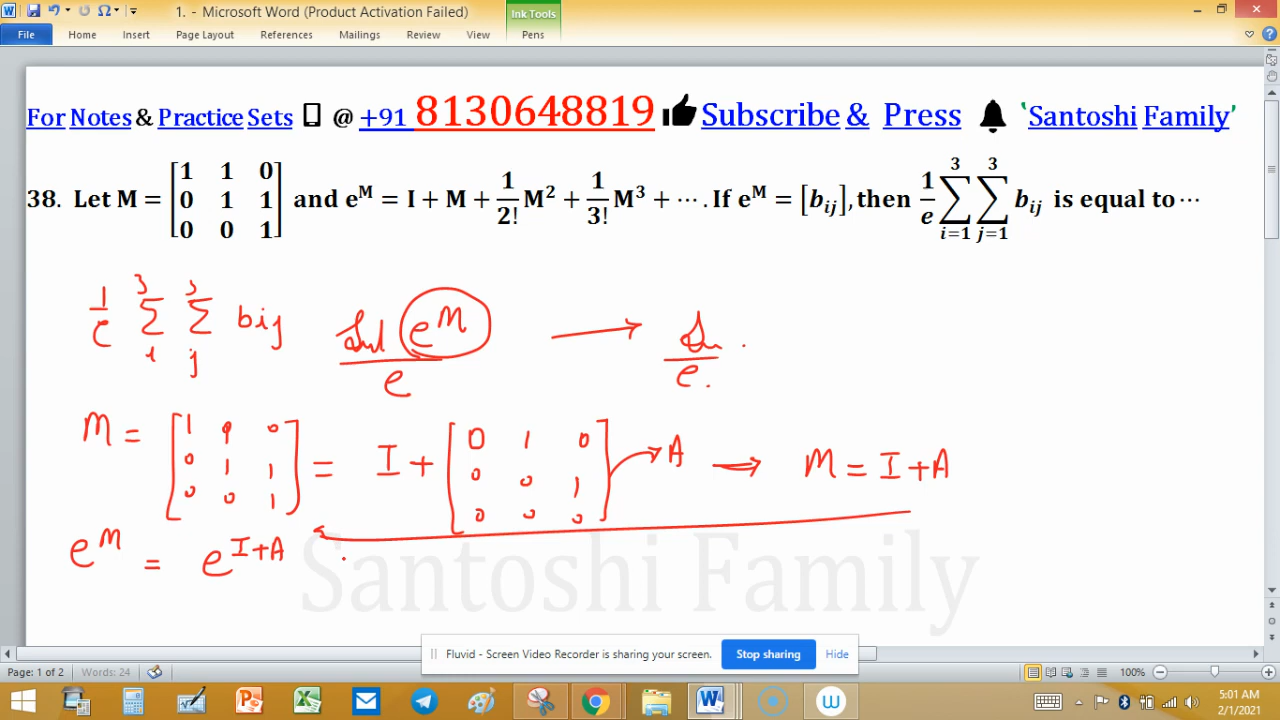 1. - Microsoft Word (Product Activation Failed)
Ink Tools
File Home Insert Page Layout References Mailings Review View Pens
For Notes & Practice Sets @ +91 8130648819 Subscribe & Press 'Santoshi Family'
38. Let M = [1 1 0; 0 1 1; 0 0 1] and e^M = I + M + 1/2! M² + 1/3! M³ + ⋯ . If e^M = [b_ij], then 1/e ∑_{i=1}^{3} ∑_{j=1}^{3} b_ij is equal to ⋯
1/e ∑_{i}^{3} ∑_{j}^{3} bij e^M / e → / e.
M = [1 1 0; 0 1 1; 0 0 1] = I + [0 1 0; 0 0 1; 0 0 0] → A → M = I + A
e^M = e^{I+A}
Santoshi Family
Fluvid - Screen Video Recorder is sharing your screen. Stop sharing Hide
Page: 1 of 2 Words: 24 100%
5:01 AM
2/1/2021